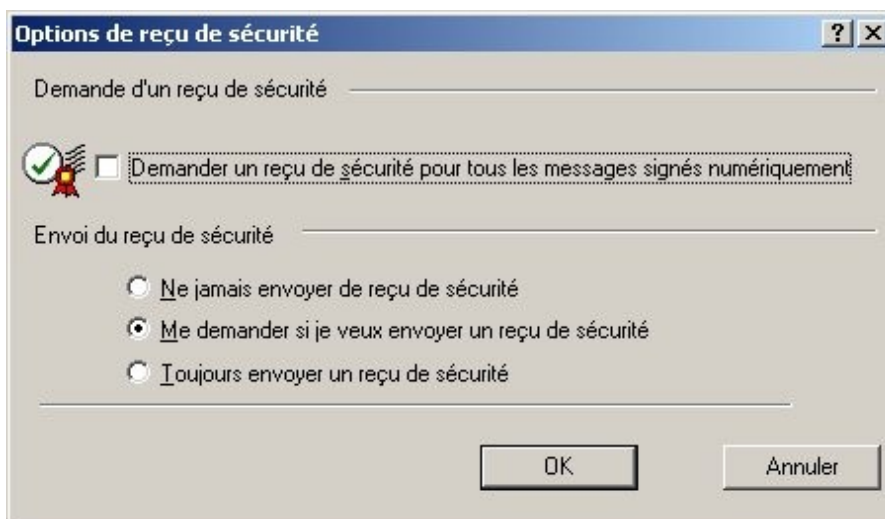 Options de reçu de sécurité
Demande d'un reçu de sécurité
Demander un reçu de sécurité pour tous les messages signés numériquement
Envoi du reçu de sécurité
Ne jamais envoyer de reçu de sécurité
Me demander si je veux envoyer un reçu de sécurité
Toujours envoyer un reçu de sécurité
OK Annuler